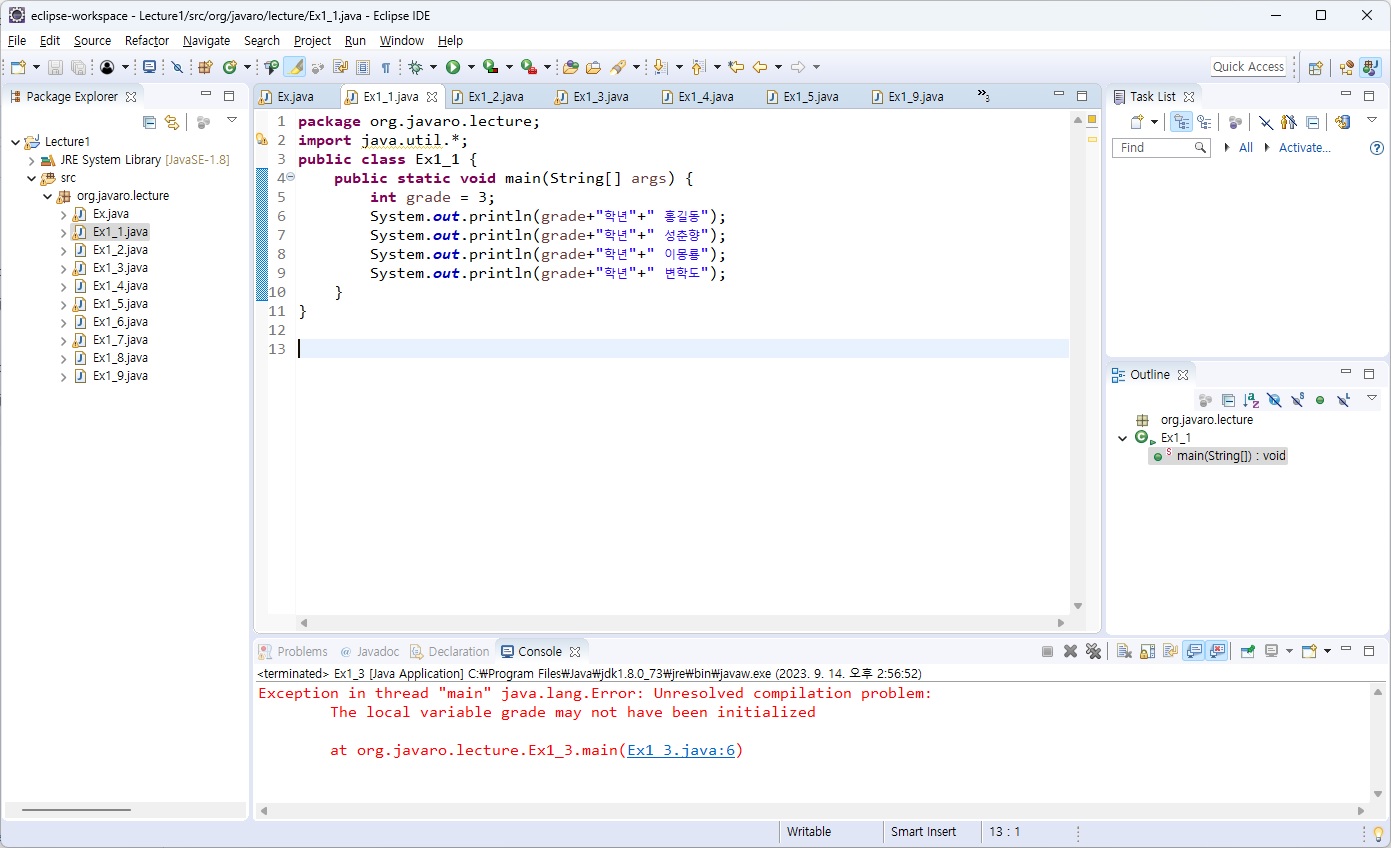 eclipse-workspace - Lecture1/src/org/javaro/lecture/Ex1_1.java - Eclipse IDE
File Edit Source Refactor Navigate Search Project Run Window Help
Quick Access
Package Explorer
Lecture1
JRE System Library [JavaSE-1.8]
src
org.javaro.lecture
Ex.java
Ex1_1.java
Ex1_2.java
Ex1_3.java
Ex1_4.java
Ex1_5.java
Ex1_6.java
Ex1_7.java
Ex1_8.java
Ex1_9.java
Ex.java Ex1_1.java Ex1_2.java Ex1_3.java Ex1_4.java Ex1_5.java Ex1_9.java »3
1 package org.javaro.lecture;
2 import java.util.*;
3 public class Ex1_1 {
4 public static void main(String[] args) {
5 int grade = 3;
6 System.out.println(grade+"학년"+" 홍길동");
7 System.out.println(grade+"학년"+" 성춘향");
8 System.out.println(grade+"학년"+" 이몽룡");
9 System.out.println(grade+"학년"+" 변학도");
10 }
11 }
12
13
Task List
Find All Activate...
Outline
org.javaro.lecture
Ex1_1
main(String[]) : void
Problems Javadoc Declaration Console
<terminated> Ex1_3 [Java Application] C:₩Program Files₩Java₩jdk1.8.0_73₩jre₩bin₩javaw.exe (2023. 9. 14. 오후 2:56:52)
Exception in thread "main" java.lang.Error: Unresolved compilation problem:
The local variable grade may not have been initialized
at org.javaro.lecture.Ex1_3.main(Ex1_3.java:6)
Writable Smart Insert 13 : 1